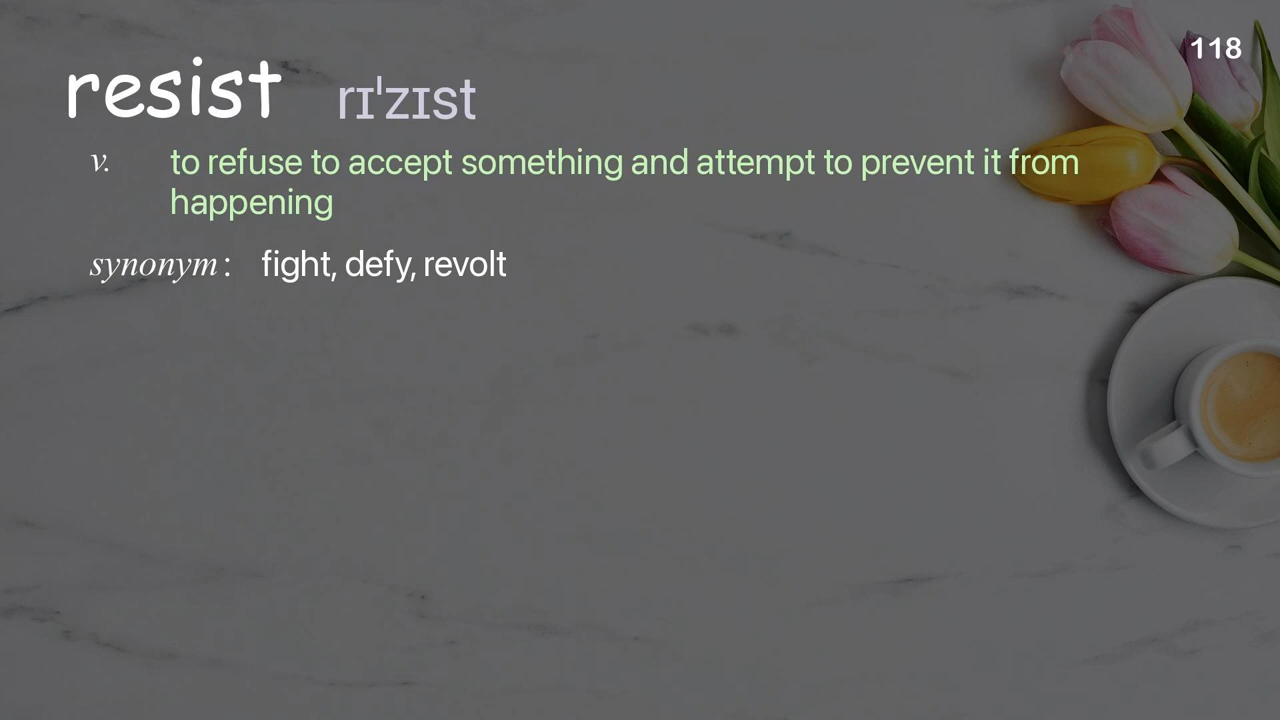 118
resist rɪˈzɪst
v. to refuse to accept something and attempt to prevent it from
happening
synonym : fight, defy, revolt